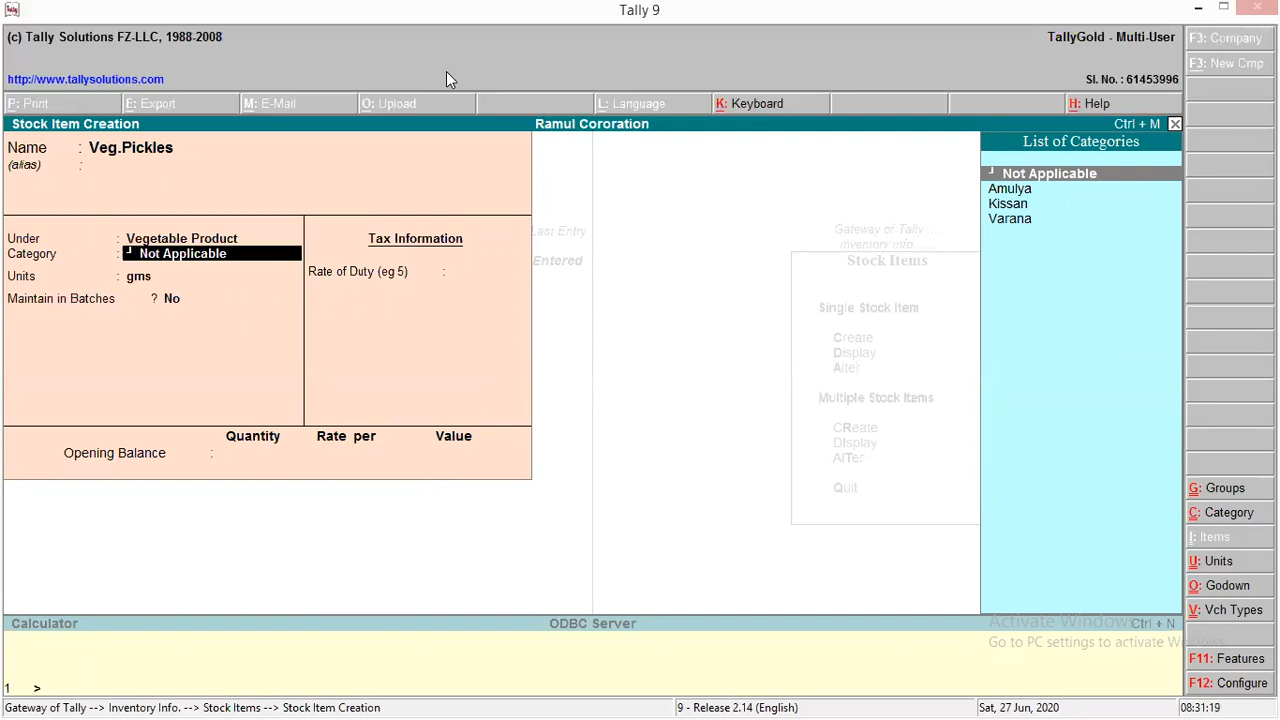 Tally 9
(c) Tally Solutions FZ-LLC, 1988-2008
TallyGold - Multi-User
http://www.tallysolutions.com
Sl. No. : 61453996
P: Print
E: Export
M: E-Mail
O: Upload
L: Language
K: Keyboard
H: Help
Stock Item Creation
Ramul Cororation
Ctrl + M
Name : Veg.Pickles
(alias) :
Under : Vegetable Product
Category : ┘ Not Applicable
Units : gms
Maintain in Batches ? No
Tax Information
Rate of Duty (eg 5) :
Quantity Rate per Value
Opening Balance :
Last Entry
Entered
Gateway of Tally ....
Inventory Info. ....
Stock Items
Single Stock Item
Create
Display
Alter
Multiple Stock Items
CReate
DIsplay
AlTer
Quit
List of Categories
┘ Not Applicable
Amulya
Kissan
Varana
F3: Company
F3: New Cmp
G: Groups
C: Category
I: Items
U: Units
O: Godown
V: Vch Types
F11: Features
F12: Configure
Calculator
ODBC Server
Ctrl + N
Activate Windows
Go to PC settings to activate Windows.
1 >
Gateway of Tally --> Inventory Info. --> Stock Items --> Stock Item Creation
9 - Release 2.14 (English)
Sat, 27 Jun, 2020
08:31:19